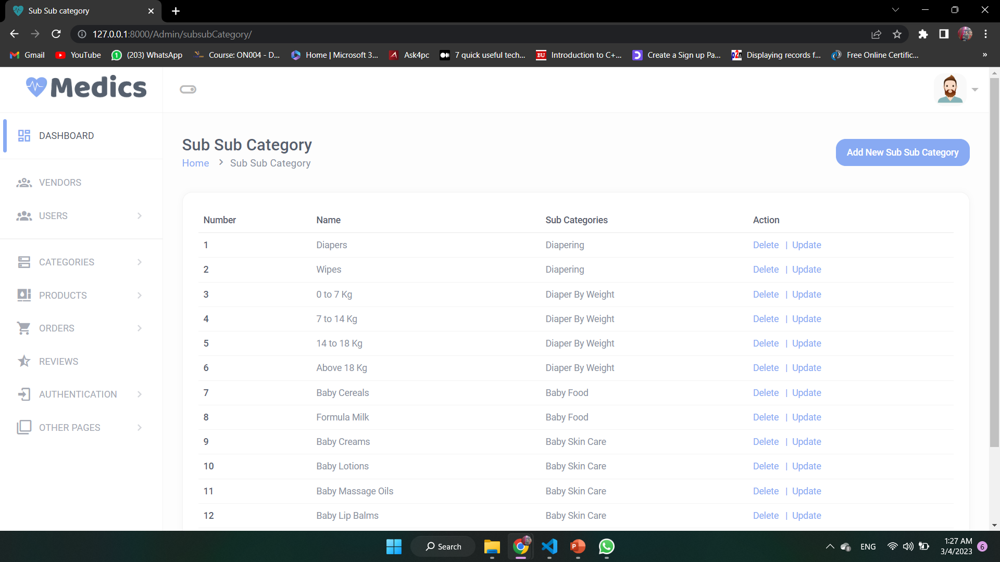 Sub Sub category
127.0.0.1:8000/Admin/subsubCategory/
Gmail YouTube (203) WhatsApp Course: ON004 - D... Home | Microsoft 3... Ask4pc 7 quick useful tech... BU Introduction to C+... Create a Sign up Pa... p2n Displaying records f... Free Online Certific... »
Medics
DASHBOARD
VENDORS
USERS
CATEGORIES
PRODUCTS
ORDERS
REVIEWS
AUTHENTICATION
OTHER PAGES
Sub Sub Category
Home > Sub Sub Category
Add New Sub Sub Category
Number Name Sub Categories Action
1 Diapers Diapering Delete | Update
2 Wipes Diapering Delete | Update
3 0 to 7 Kg Diaper By Weight Delete | Update
4 7 to 14 Kg Diaper By Weight Delete | Update
5 14 to 18 Kg Diaper By Weight Delete | Update
6 Above 18 Kg Diaper By Weight Delete | Update
7 Baby Cereals Baby Food Delete | Update
8 Formula Milk Baby Food Delete | Update
9 Baby Creams Baby Skin Care Delete | Update
10 Baby Lotions Baby Skin Care Delete | Update
11 Baby Massage Oils Baby Skin Care Delete | Update
12 Baby Lip Balms Baby Skin Care Delete | Update
Search
ENG
1:27 AM
3/4/2023
6